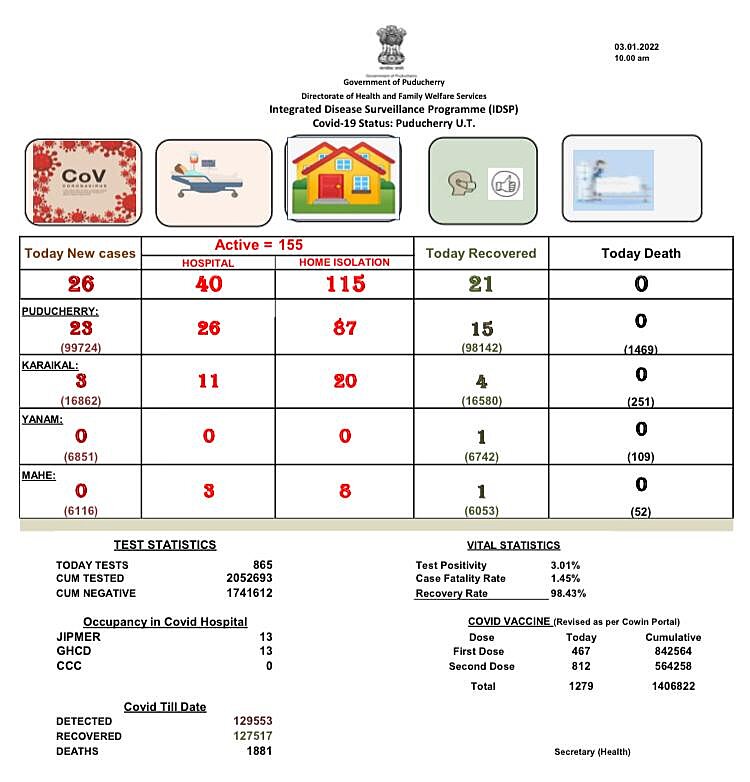 03.01.2022
10.00 am
Government of Puducherry
Government of Puducherry
Directorate of Health and Family Welfare Services
Integrated Disease Surveillance Programme (IDSP)
Covid-19 Status: Puducherry U.T.
CoV
CORONAVIRUS
Today New cases Active = 155 Today Recovered Today Death
HOSPITAL HOME ISOLATION
26 40 115 21 0
PUDUCHERRY:
23 26 87 15 0
(99724) (98142) (1469)
KARAIKAL:
3 11 20 4 0
(16862) (16580) (251)
YANAM:
0 0 0 1 0
(6851) (6742) (109)
MAHE:
0 3 8 1 0
(6116) (6053) (52)
TEST STATISTICS
TODAY TESTS 865
CUM TESTED 2052693
CUM NEGATIVE 1741612
VITAL STATISTICS
Test Positivity 3.01%
Case Fatality Rate 1.45%
Recovery Rate 98.43%
Occupancy in Covid Hospital
JIPMER 13
GHCD 13
CCC 0
COVID VACCINE (Revised as per Cowin Portal)
Dose Today Cumulative
First Dose 467 842564
Second Dose 812 564258
Total 1279 1406822
Covid Till Date
DETECTED 129553
RECOVERED 127517
DEATHS 1881
Secretary (Health)